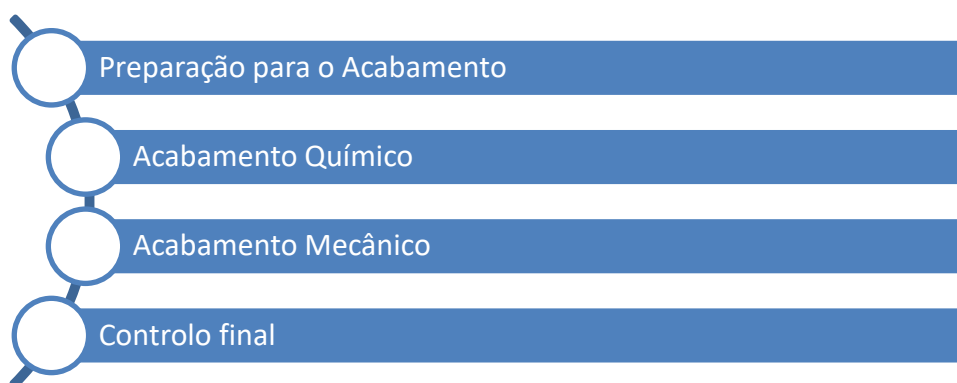 Preparação para o Acabamento
Acabamento Químico
Acabamento Mecânico
Controlo final